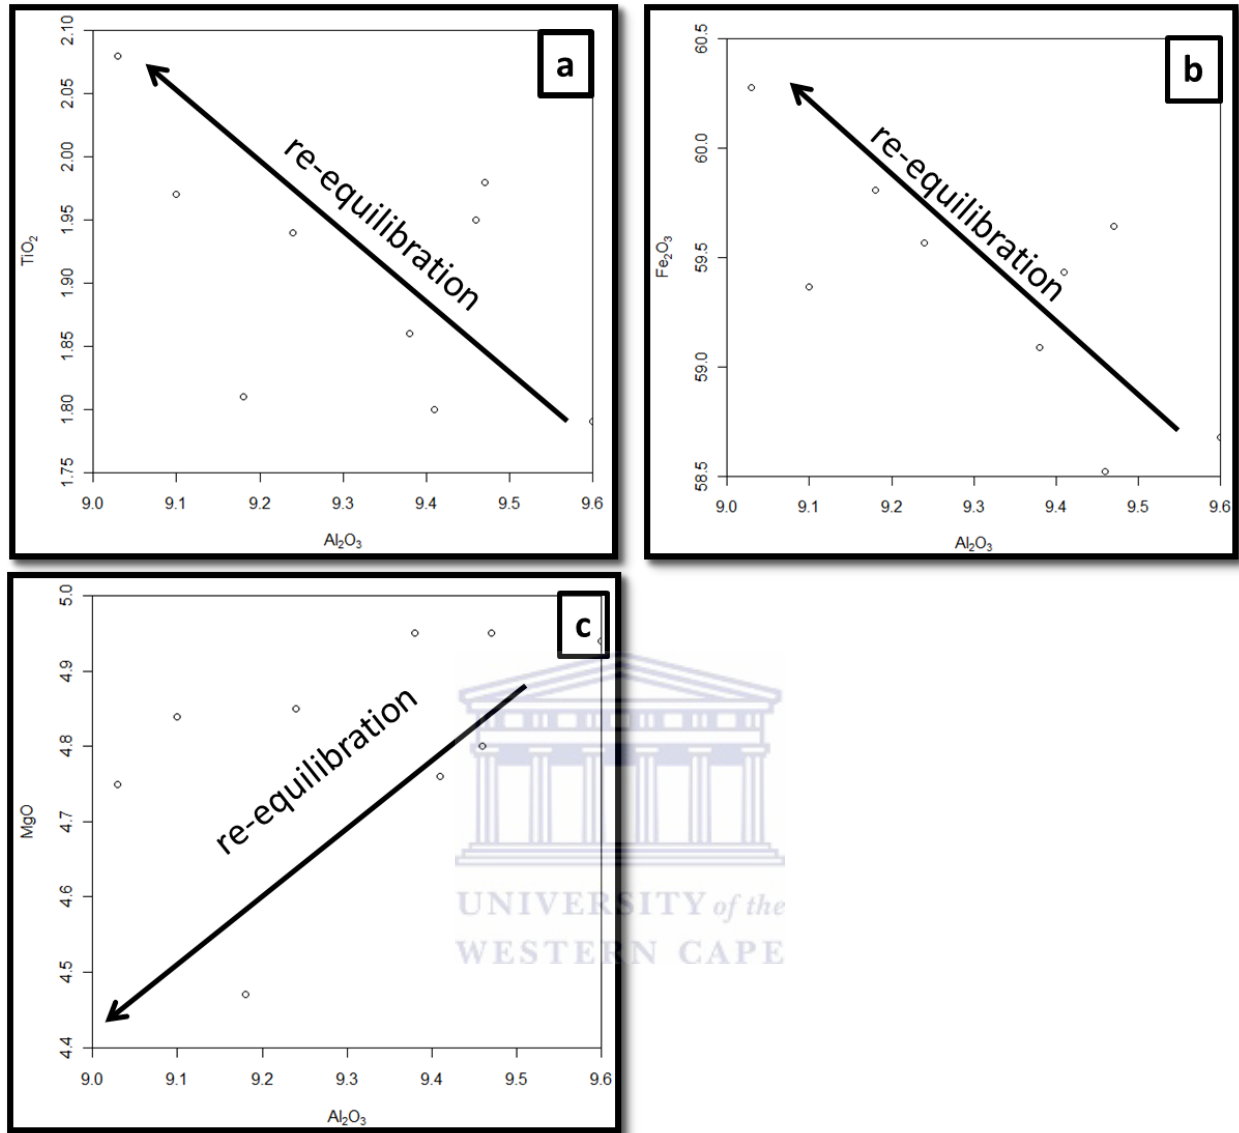 a
2.10
2.05
2.00
1.95
1.90
1.85
1.80
1.75
TiO₂
re-equilibration
9.0 9.1 9.2 9.3 9.4 9.5 9.6
Al₂O₃
b
60.5
60.0
59.5
59.0
58.5
Fe₂O₃
re-equilibration
9.0 9.1 9.2 9.3 9.4 9.5 9.6
Al₂O₃
c
5.0
4.9
4.8
4.7
4.6
4.5
4.4
MgO
re-equilibration
9.0 9.1 9.2 9.3 9.4 9.5 9.6
Al₂O₃
UNIVERSITY of the
WESTERN CAPE